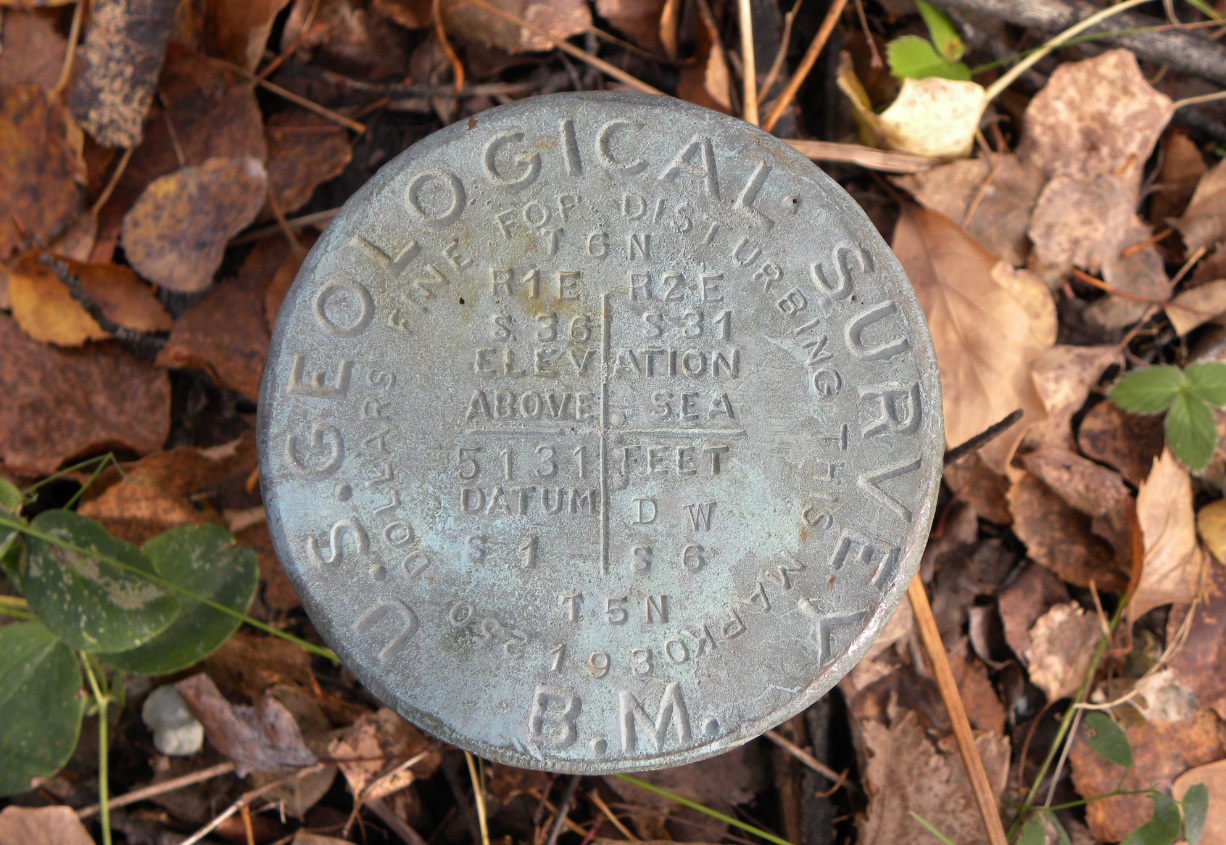 U.S. GEOLOGICAL SURVEY
B.M.
FINE FOR DISTURBING THIS MARK
250 DOLLARS
T 6 N
R1E R2E
S 36 S 31
ELEVATION
ABOVE SEA
5131 FEET
DATUM D W
S 1 S 6
T 5 N
1930